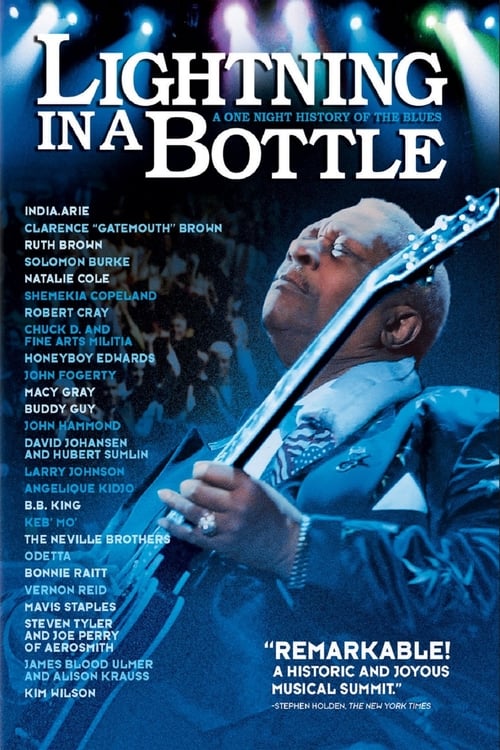 LIGHTNING
A ONE NIGHT HISTORY OF THE BLUES
IN A BOTTLE
INDIA.ARIE
CLARENCE "GATEMOUTH" BROWN
RUTH BROWN
SOLOMON BURKE
NATALIE COLE
SHEMEKIA COPELAND
ROBERT CRAY
CHUCK D. AND
FINE ARTS MILITIA
HONEYBOY EDWARDS
JOHN FOGERTY
MACY GRAY
BUDDY GUY
JOHN HAMMOND
DAVID JOHANSEN
AND HUBERT SUMLIN
LARRY JOHNSON
ANGELIQUE KIDJO
B.B. KING
KEB' MO'
THE NEVILLE BROTHERS
ODETTA
BONNIE RAITT
VERNON REID
MAVIS STAPLES
STEVEN TYLER
AND JOE PERRY
OF AEROSMITH
JAMES BLOOD ULMER
AND ALISON KRAUSS
KIM WILSON
"REMARKABLE!
A HISTORIC AND JOYOUS
MUSICAL SUMMIT."
-STEPHEN HOLDEN, THE NEW YORK TIMES